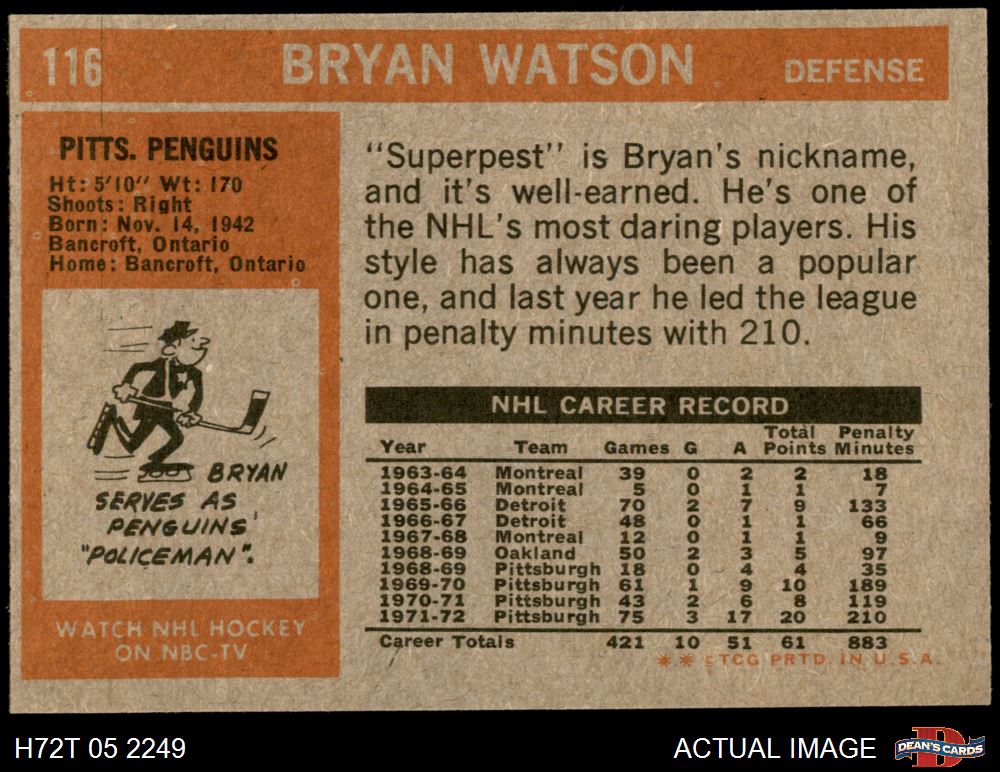 116 BRYAN WATSON DEFENSE
PITTS. PENGUINS
Ht: 5'10" Wt: 170
Shoots: Right
Born: Nov. 14, 1942
Bancroft, Ontario
Home: Bancroft, Ontario
BRYAN
SERVES AS
PENGUINS'
"POLICEMAN".
WATCH NHL HOCKEY
ON NBC-TV
"Superpest" is Bryan's nickname,
and it's well-earned. He's one of
the NHL's most daring players. His
style has always been a popular
one, and last year he led the league
in penalty minutes with 210.
NHL CAREER RECORD
Year Team Games G A Total Points Penalty Minutes
1963-64 Montreal 39 0 2 2 18
1964-65 Montreal 5 0 1 1 7
1965-66 Detroit 70 2 7 9 133
1966-67 Detroit 48 0 1 1 66
1967-68 Montreal 12 0 1 1 9
1968-69 Oakland 50 2 3 5 97
1968-69 Pittsburgh 18 0 4 4 35
1969-70 Pittsburgh 61 1 9 10 189
1970-71 Pittsburgh 43 2 6 8 119
1971-72 Pittsburgh 75 3 17 20 210
Career Totals 421 10 51 61 883
** ©TCG PRTD. IN U.S.A.
H72T 05 2249 ACTUAL IMAGE D DEAN'S CARDS